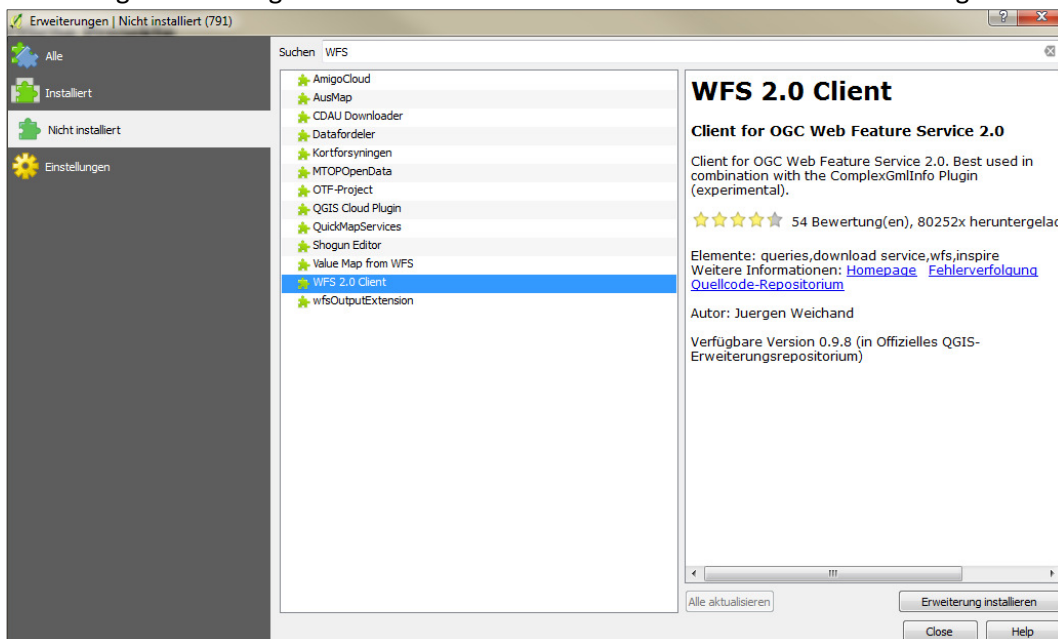 Erweiterungen | Nicht installiert (791)
Alle
Installiert
Nicht installiert
Einstellungen
Suchen WFS
AmigoCloud
AusMap
CDAU Downloader
Datafordeler
Kortforsyningen
MTOPOpenData
OTF-Project
QGIS Cloud Plugin
QuickMapServices
Shogun Editor
Value Map from WFS
WFS 2.0 Client
wfsOutputExtension
WFS 2.0 Client
Client for OGC Web Feature Service 2.0
Client for OGC Web Feature Service 2.0. Best used in
combination with the ComplexGmlInfo Plugin
(experimental).
54 Bewertung(en), 80252x heruntergelad
Elemente: queries,download service,wfs,inspire
Weitere Informationen: Homepage Fehlerverfolgung
Quellcode-Repositorium
Autor: Juergen Weichand
Verfügbare Version 0.9.8 (in Offizielles QGIS-
Erweiterungsrepositorium)
Alle aktualisieren
Erweiterung installieren
Close
Help